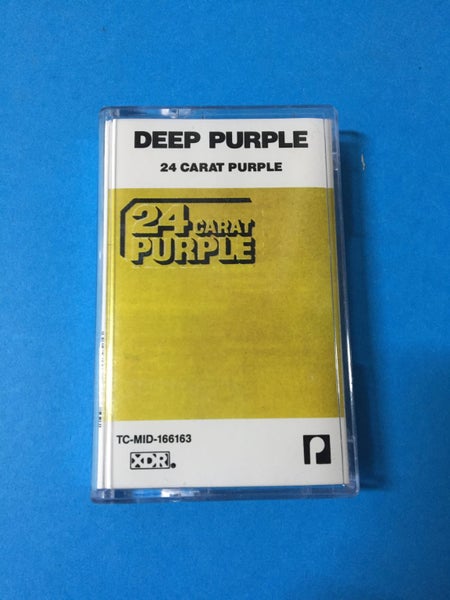 DEEP PURPLE
24 CARAT PURPLE
24 CARAT
PURPLE
TC-MID-166163
XDR
P